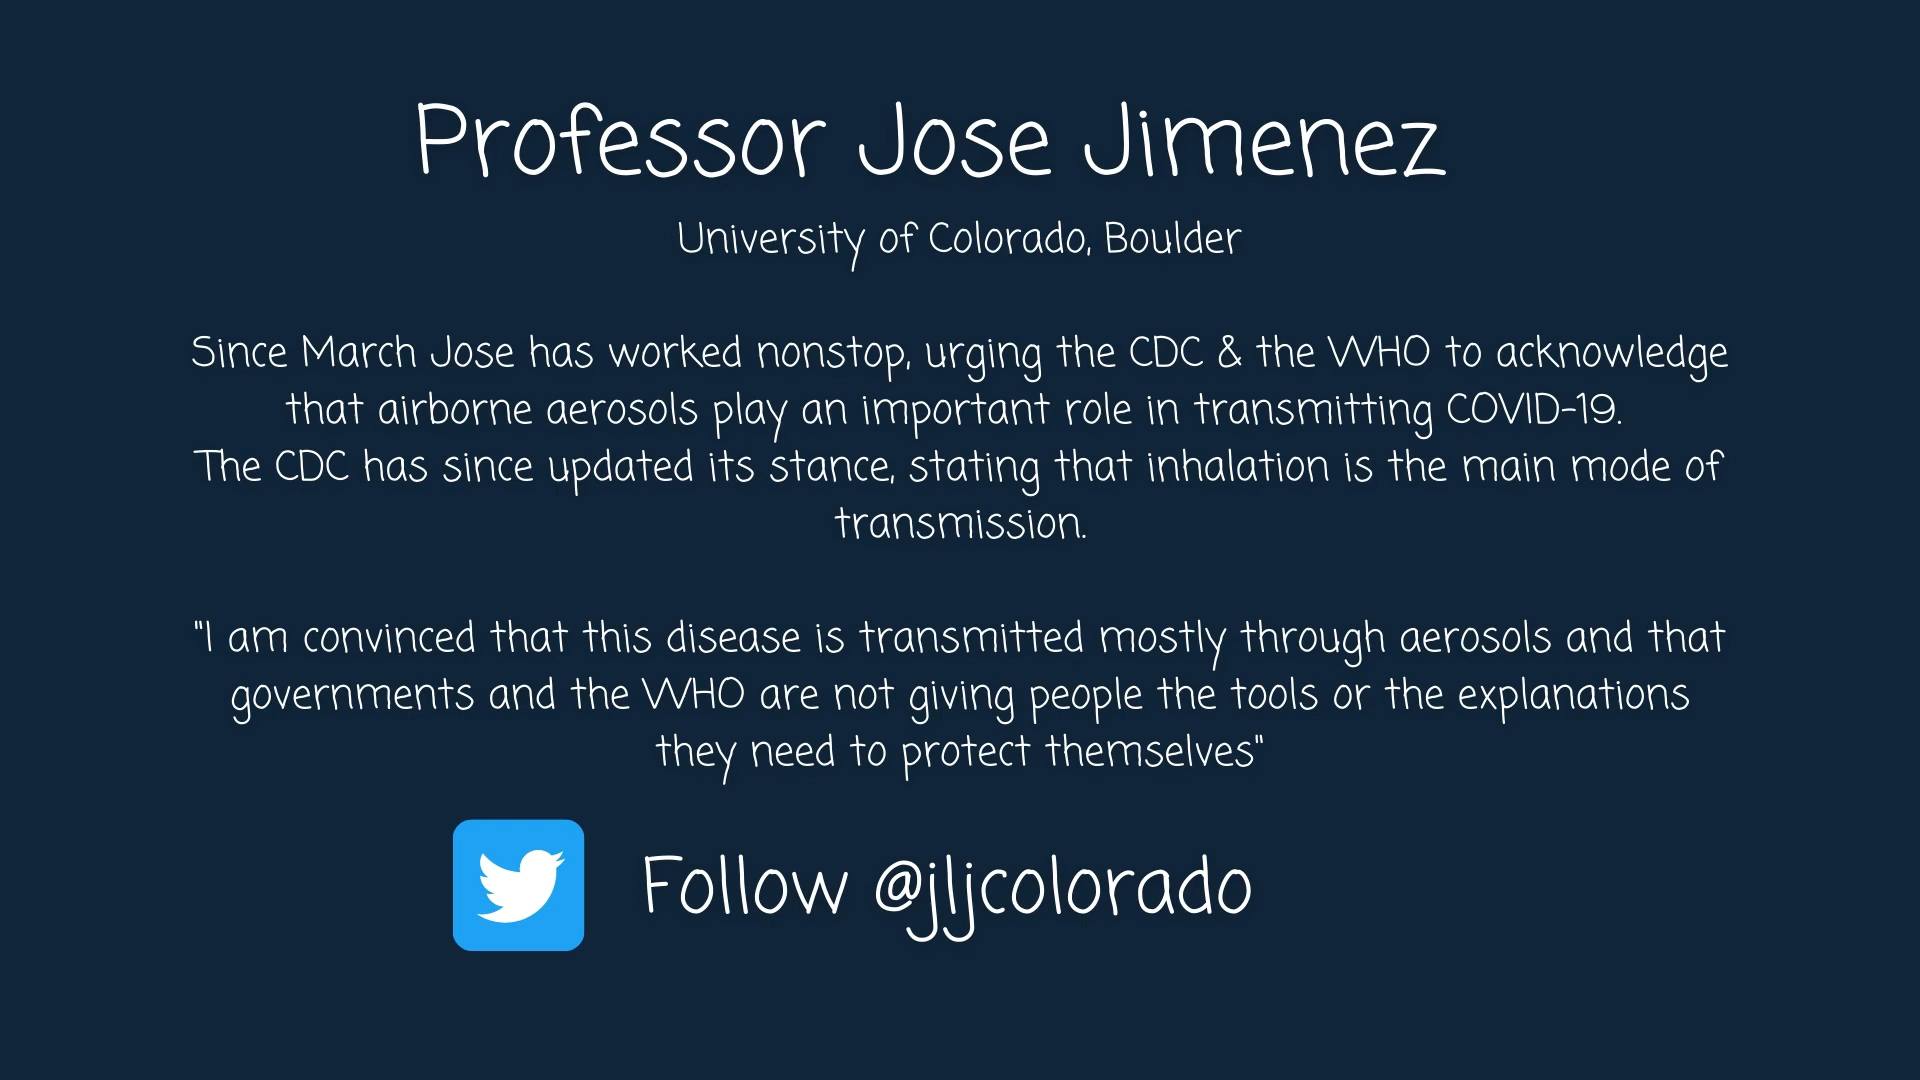 Professor Jose Jimenez
University of Colorado, Boulder
Since March Jose has worked nonstop, urging the CDC & the WHO to acknowledge
that airborne aerosols play an important role in transmitting COVID-19.
The CDC has since updated its stance, stating that inhalation is the main mode of
transmission.
"I am convinced that this disease is transmitted mostly through aerosols and that
governments and the WHO are not giving people the tools or the explanations
they need to protect themselves"
Follow @jljcolorado